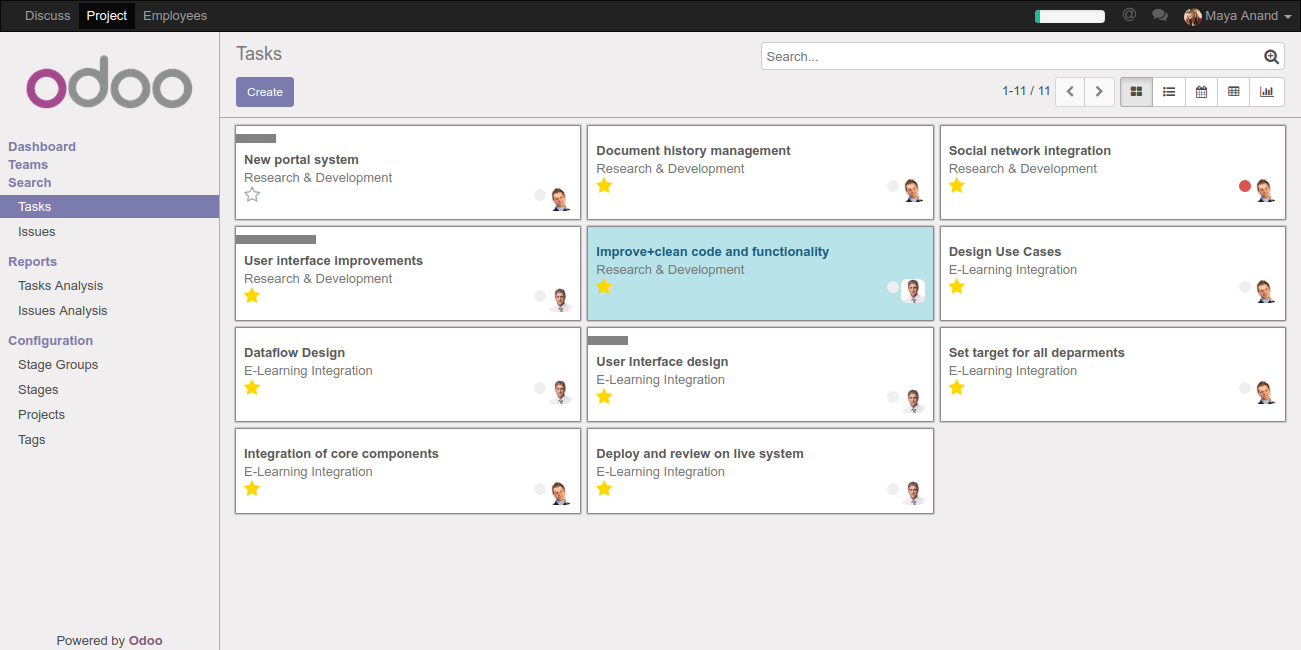 Discuss Project Employees @ Maya Anand
odoo
Dashboard
Teams
Search
Tasks
Issues
Reports
Tasks Analysis
Issues Analysis
Configuration
Stage Groups
Stages
Projects
Tags
Powered by Odoo
Tasks
Search...
Create
1-11 / 11
New portal system
Research & Development
Document history management
Research & Development
Social network integration
Research & Development
User interface improvements
Research & Development
Improve+clean code and functionality
Research & Development
Design Use Cases
E-Learning Integration
Dataflow Design
E-Learning Integration
User Interface design
E-Learning Integration
Set target for all deparments
E-Learning Integration
Integration of core components
E-Learning Integration
Deploy and review on live system
E-Learning Integration